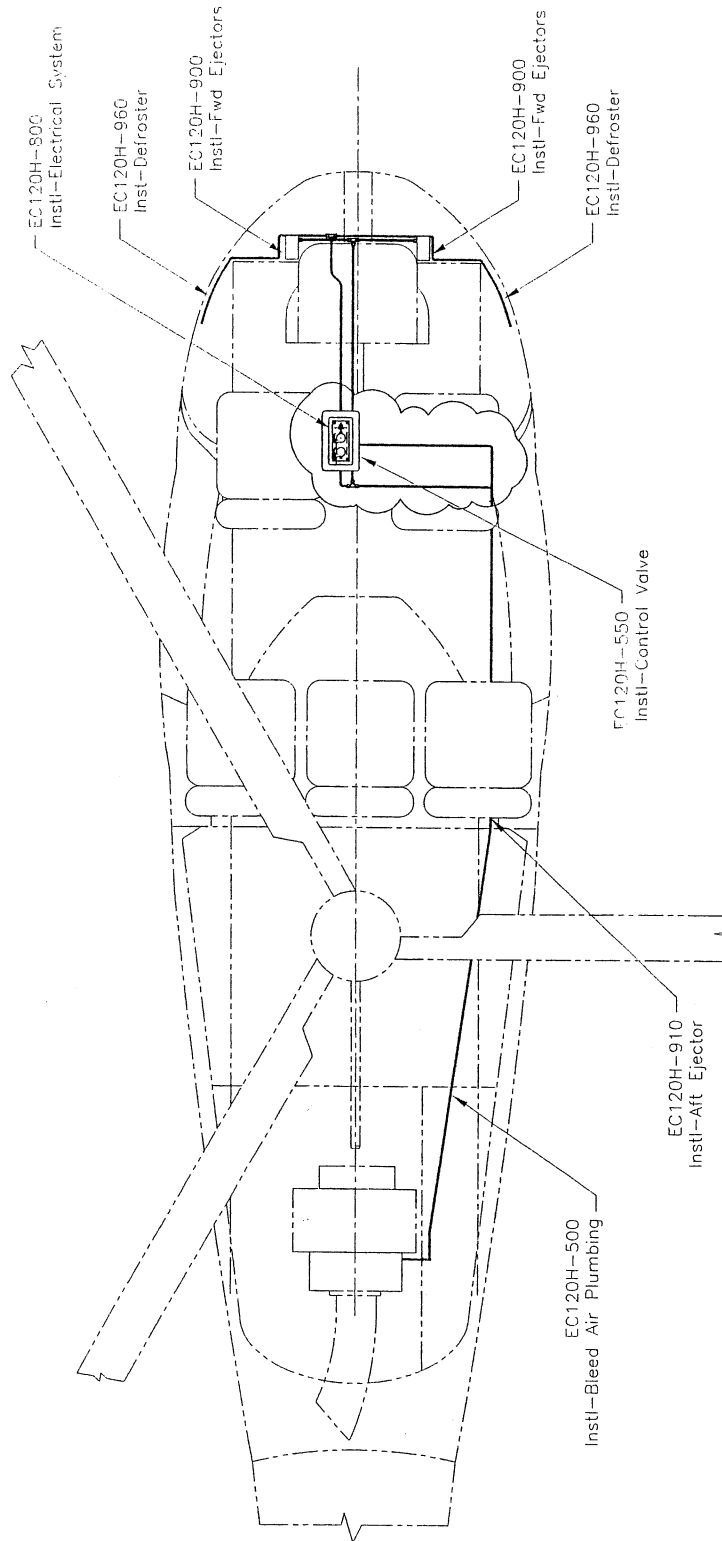 EC120H-800
Instl-Electrical System
EC120H-960
Inst-Defroster
EC120H-900
Instl-Fwd Ejectors
EC120H-900
Instl-Fwd Ejectors
EC120H-960
Instl-Defroster
EC120H-550
Instl-Control Valve
EC120H-910
Instl-Aft Ejector
EC120H-500
Instl-Bleed Air Plumbing